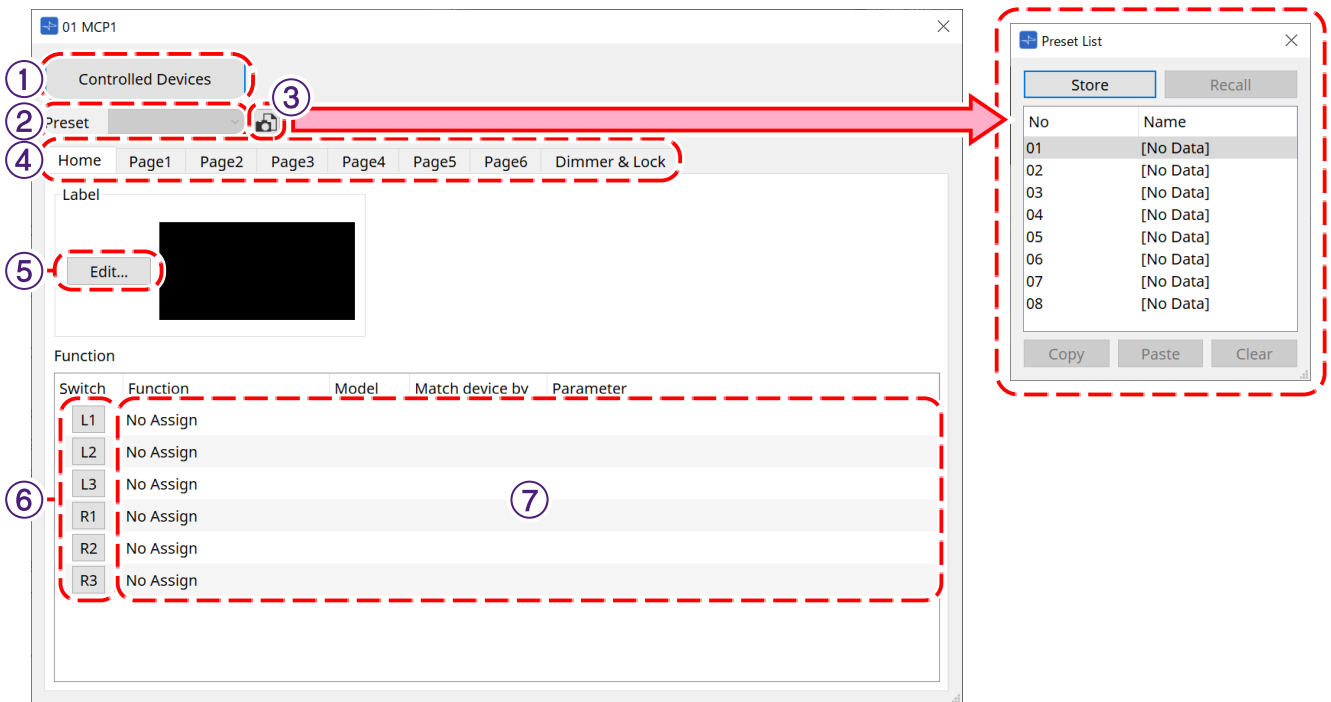 01 MCP1
① Controlled Devices
② Preset ③
④ Home Page1 Page2 Page3 Page4 Page5 Page6 Dimmer & Lock
Label
⑤ Edit...
Function
Switch Function Model Match device by Parameter
L1 No Assign
L2 No Assign
L3 No Assign
⑥ R1 No Assign ⑦
R2 No Assign
R3 No Assign
Preset List
Store Recall
No Name
01 [No Data]
02 [No Data]
03 [No Data]
04 [No Data]
05 [No Data]
06 [No Data]
07 [No Data]
08 [No Data]
Copy Paste Clear